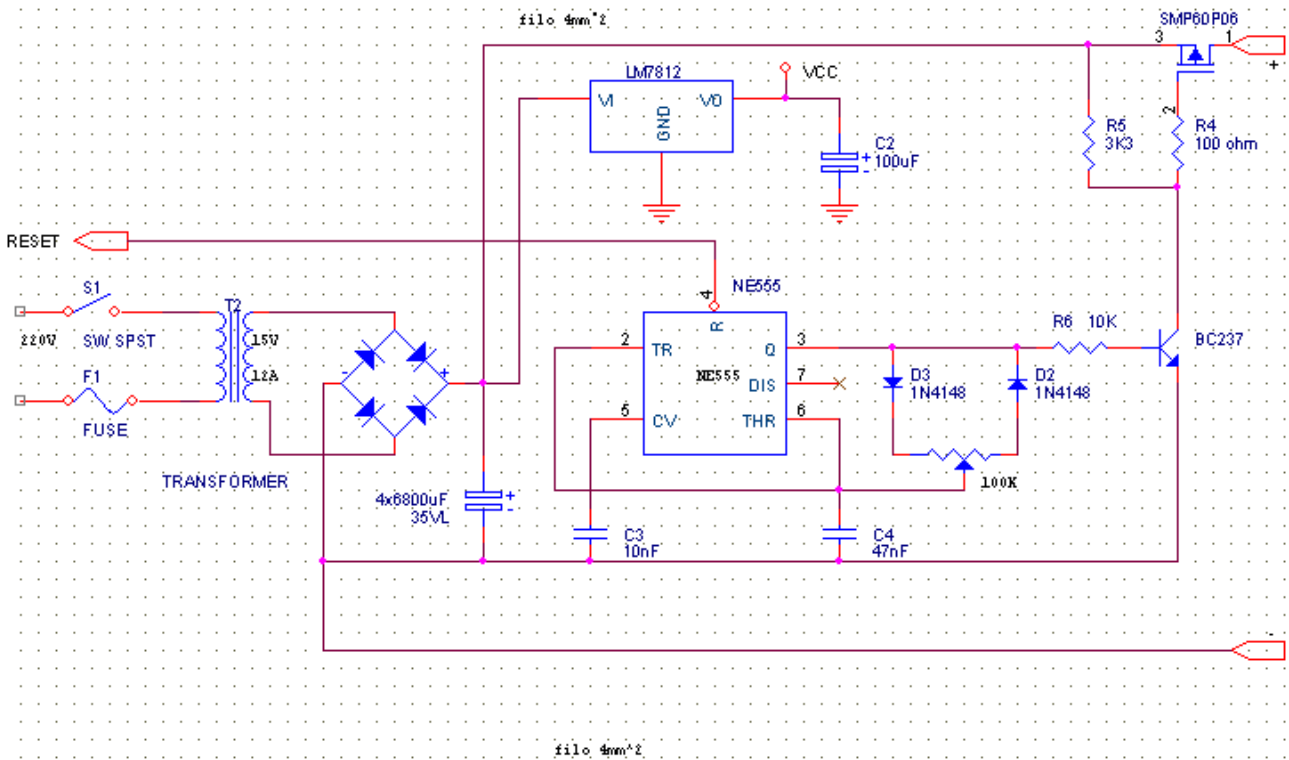 filo 4mm^2
SMP60P06
3
1
+
LM7812
VI
VO
GND
VCC
2
R5
3K3
R4
100 ohm
C2
100uF
+
-
RESET
4
NE555
S1
220V
SW SPST
T2
15V
12A
F1
FUSE
TRANSFORMER
-
+
2
TR
R
Q
3
NE555
DIS
7
5
CV
THR
6
D3
1N4148
D2
1N4148
R6 10K
BC237
100K
4x6800uF
35VL
+
-
C3
10nF
C4
47nF
-
filo 4mm^2